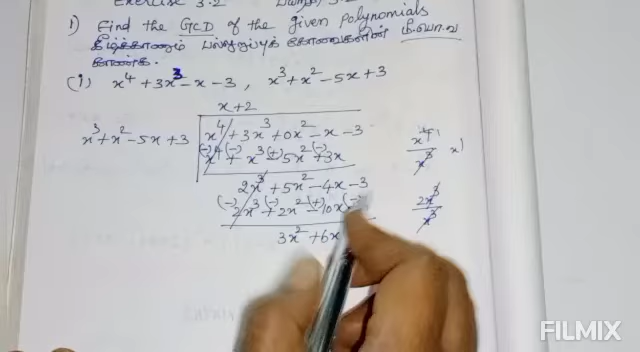 Exercise 3.2
1) Find the GCD of the given Polynomials
கீழ்க்காணும் பல்லுறுப்புக் கோவைகளின் மீ.பொ.வ
காண்க.
(i) x⁴ + 3x³ - x - 3 , x³ + x² - 5x + 3
x + 2
x³ + x² - 5x + 3 x⁴ + 3x³ + 0x² - x - 3
(-) x⁴ (-)+ x³ (+)- 5x² (-)+ 3x
2x³ + 5x² - 4x - 3
(-) 2x³ (-)+ 2x² (+)- 10x (-)
3x² + 6x
x⁴/x³ x
2x³/x³
FILMIX